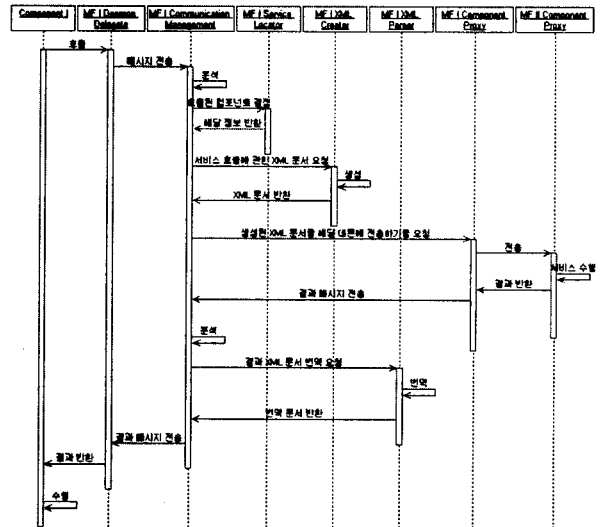 Component I
MF I Daemon
Delegate
MF I Communication
Management
MF I Service
Locator
MF I XML
Creator
MF I XML
Parser
MF I Component
Proxy
MF II Component
Proxy
호출
메시지 전송
분석
호출된 컴포넌트 결정
해당 정보 반환
서비스 호출에 관한 XML 문서 요청
생성
XML 문서 반환
생성된 XML 문서를 해당 데몬에 전송하기를 요청
전송
서비스 수행
결과 반환
결과 메시지 전송
분석
결과 XML 문서 번역 요청
번역
번역 문서 반환
결과 메시지 전송
결과 반환
수행